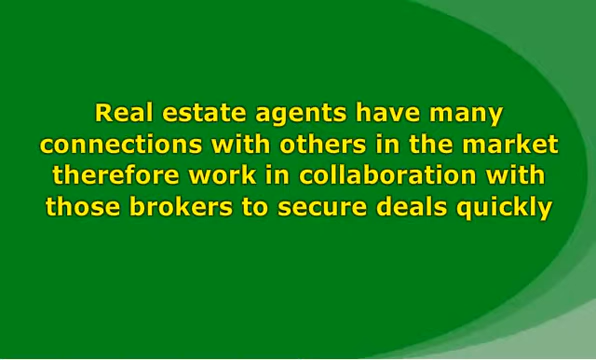 Real estate agents have many
connections with others in the market
therefore work in collaboration with
those brokers to secure deals quickly